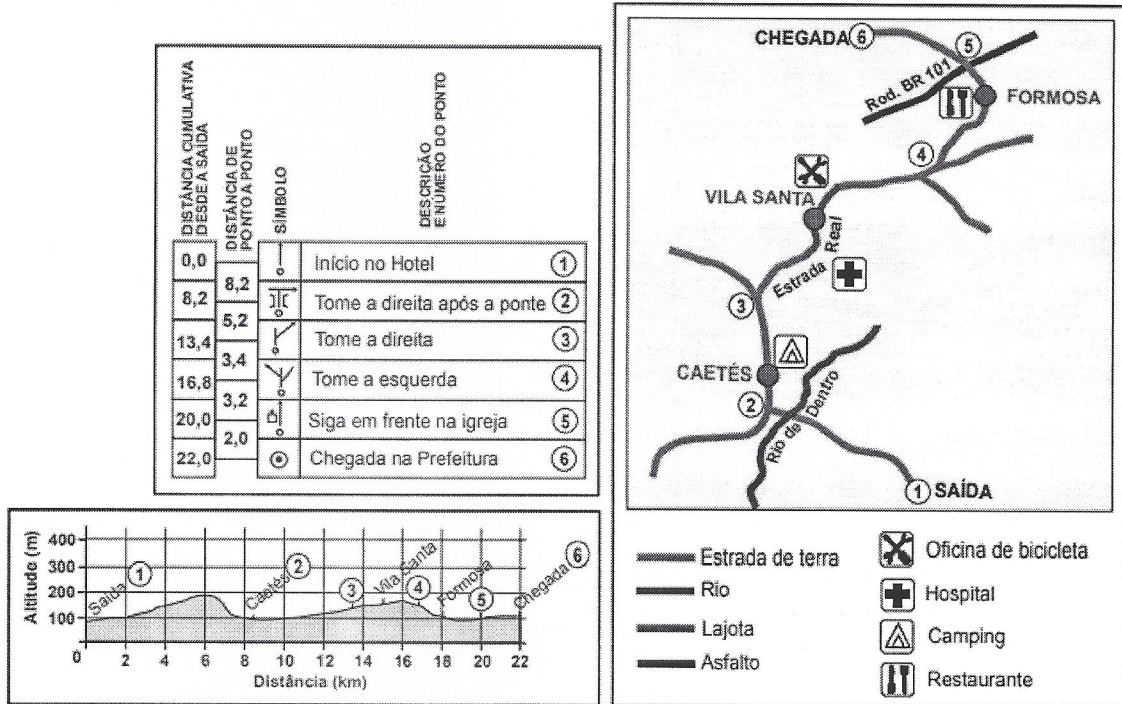 DISTÂNCIA CUMULATIVA
DESDE A SAÍDA
DISTÂNCIA DE
PONTO A PONTO
SÍMBOLO
DESCRIÇÃO
E NÚMERO DO PONTO
0,0 Início no Hotel 1
8,2
8,2 Tome a direita após a ponte 2
5,2
13,4 Tome a direita 3
3,4
16,8 Tome a esquerda 4
3,2
20,0 Siga em frente na igreja 5
2,0
22,0 Chegada na Prefeitura 6
Altitude (m)
400
300
200
100
0 2 4 6 8 10 12 14 16 18 20 22
Distância (km)
Saída 1
Caetés 2
3
Vila Santa
4
Formosa
5
Chegada 6
CHEGADA 6
5
Rod. BR 101
FORMOSA
4
VILA SANTA
Estrada Real
3
CAETÉS
2
Rio de Dentro
1 SAÍDA
Estrada de terra
Rio
Lajota
Asfalto
Oficina de bicicleta
Hospital
Camping
Restaurante